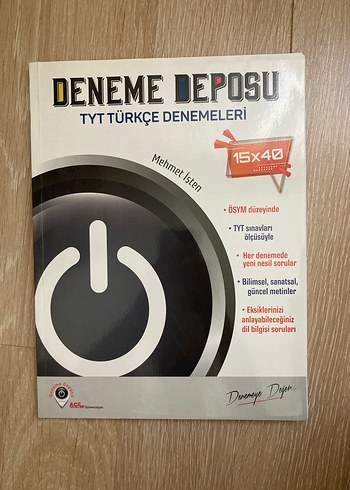 DENEME DEPOSU
TYT TÜRKÇE DENEMELERİ
15x40
Mehmet İsten
• ÖSYM düzeyinde
• TYT sınavları
ölçüsüyle
• Her denemede
yeni nesil sorular
• Bilimsel, sanatsal,
güncel metinler
• Eksiklerinizi
anlayabileceğiniz
dil bilgisi soruları
Denemeye Değer...